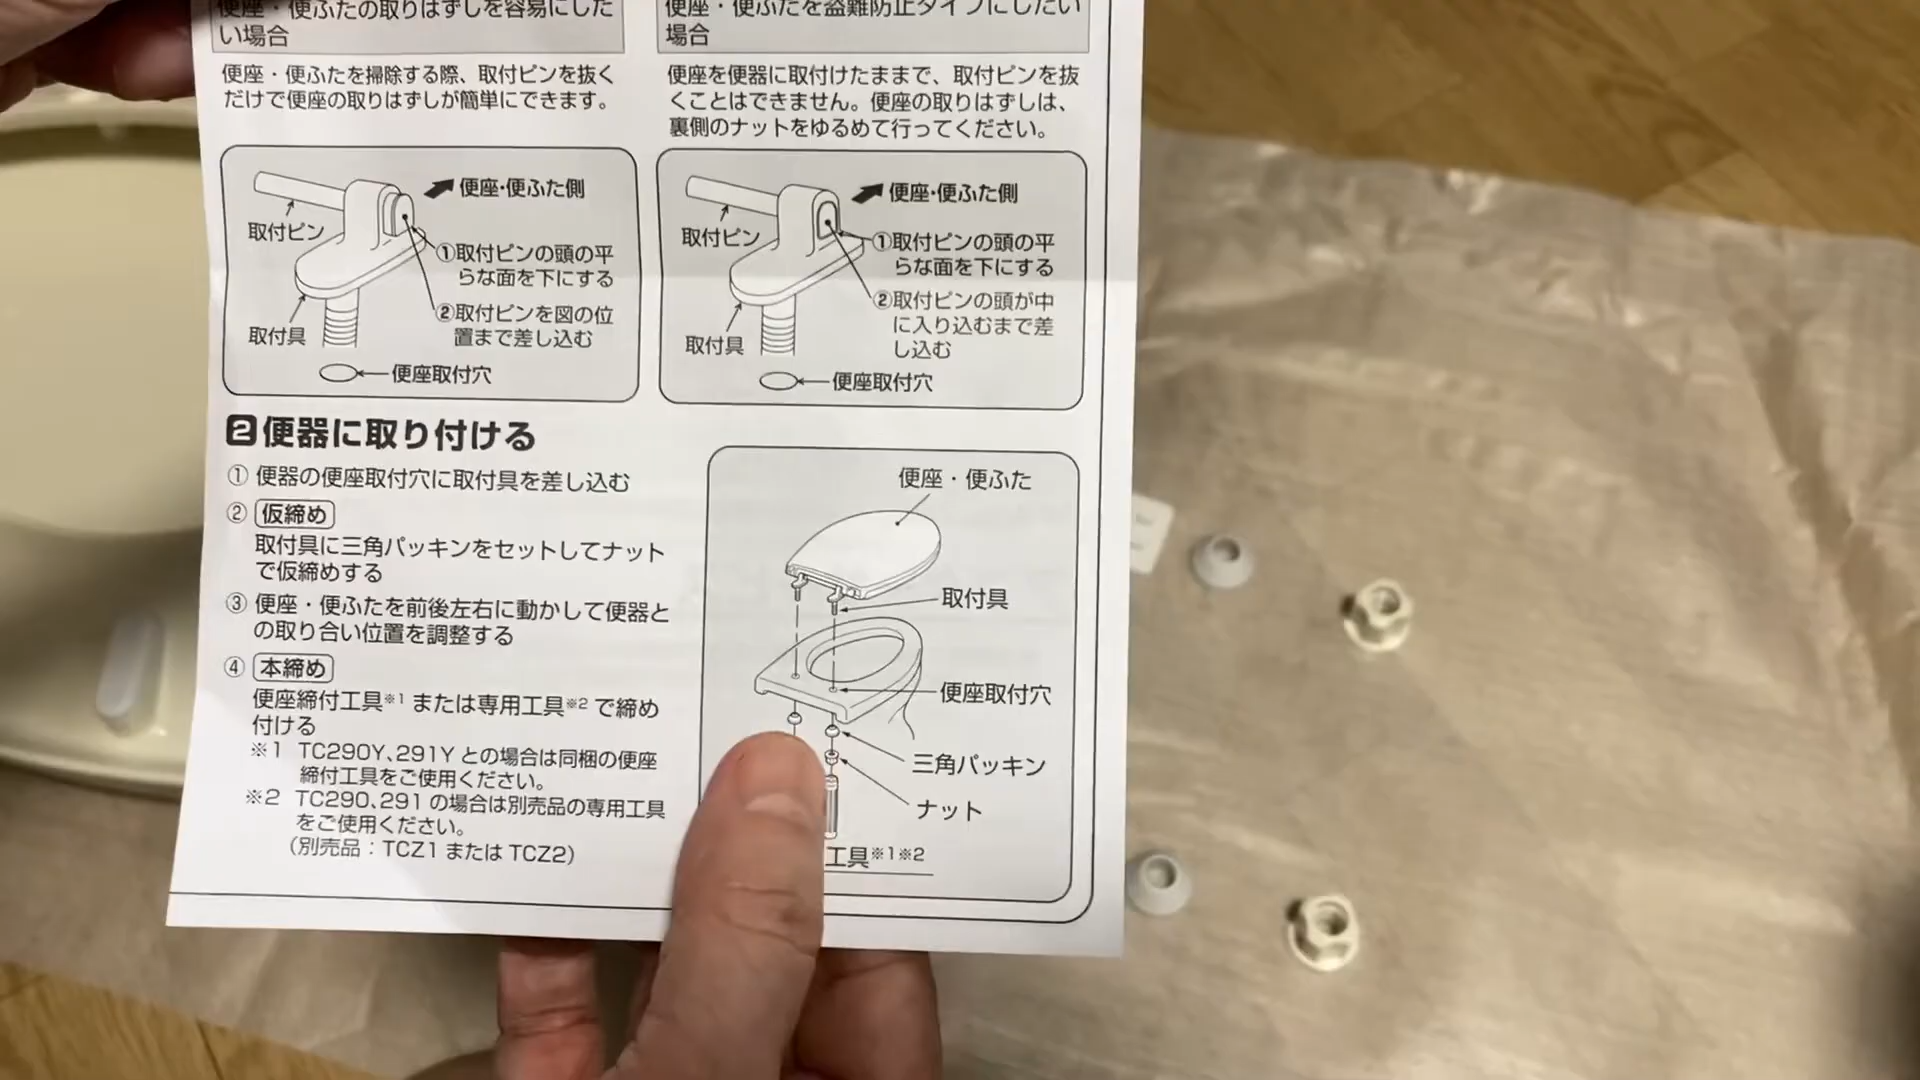 便座・便ふたの取りはずしを容易にした
い場合
便座・便ふたを掃除する際、取付ピンを抜く
だけで便座の取りはずしが簡単にできます。
便座・便ふた側
取付ピン
①取付ピンの頭の平
らな面を下にする
②取付ピンを図の位
置まで差し込む
取付具
便座取付穴
便座・便ふたを盗難防止タイプにしたい
場合
便座を便器に取付けたままで、取付ピンを抜
くことはできません。便座の取りはずしは、
裏側のナットをゆるめて行ってください。
便座・便ふた側
取付ピン
①取付ピンの頭の平
らな面を下にする
②取付ピンの頭が中
に入り込むまで差
し込む
取付具
便座取付穴
2 便器に取り付ける
① 便器の便座取付穴に取付具を差し込む
② 仮締め
取付具に三角パッキンをセットしてナット
で仮締めする
③ 便座・便ふたを前後左右に動かして便器と
の取り合い位置を調整する
④ 本締め
便座締付工具※1 または専用工具※2 で締め
付ける
※1 TC290Y、291Y との場合は同梱の便座
締付工具をご使用ください。
※2 TC290、291 の場合は別売品の専用工具
をご使用ください。
(別売品：TCZ1 または TCZ2)
便座・便ふた
取付具
便座取付穴
三角パッキン
ナット
工具※1※2